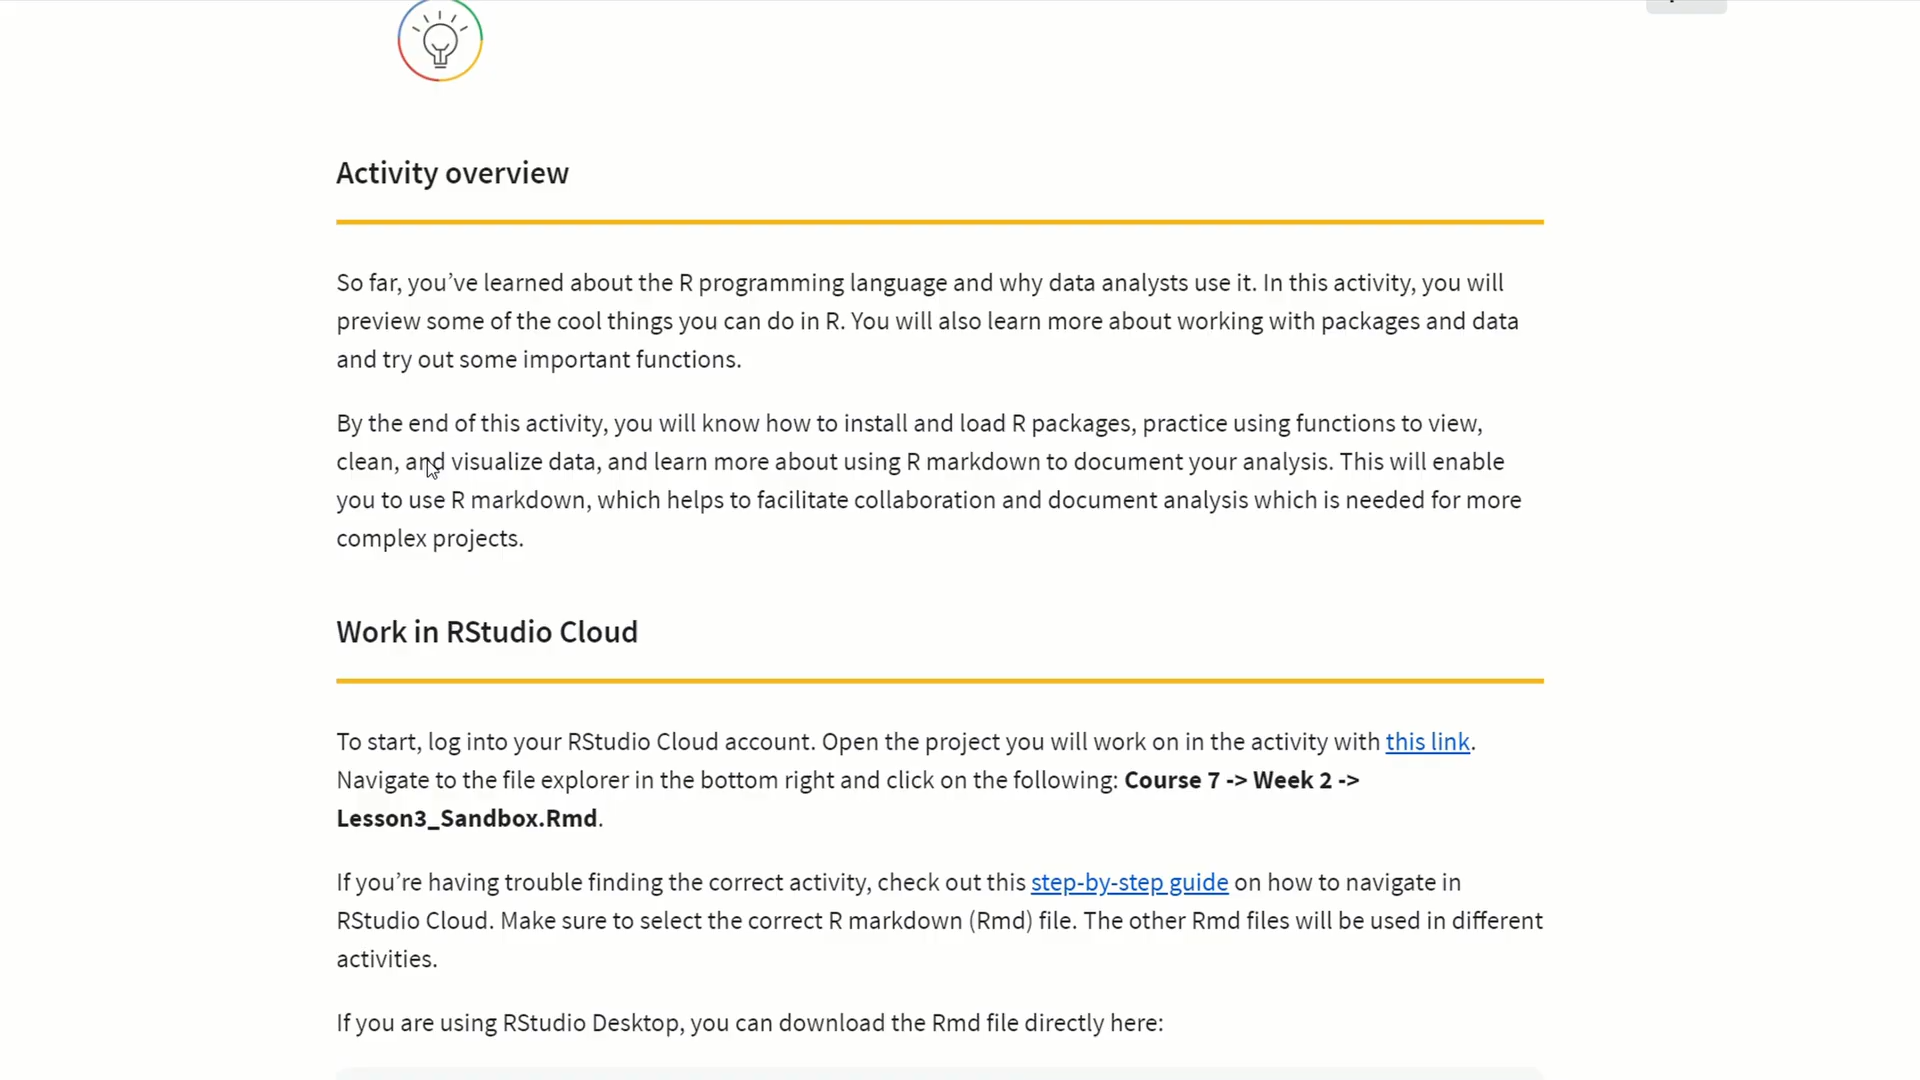 Activity overview
So far, you’ve learned about the R programming language and why data analysts use it. In this activity, you will
preview some of the cool things you can do in R. You will also learn more about working with packages and data
and try out some important functions.
By the end of this activity, you will know how to install and load R packages, practice using functions to view,
clean, and visualize data, and learn more about using R markdown to document your analysis. This will enable
you to use R markdown, which helps to facilitate collaboration and document analysis which is needed for more
complex projects.
Work in RStudio Cloud
To start, log into your RStudio Cloud account. Open the project you will work on in the activity with this link.
Navigate to the file explorer in the bottom right and click on the following: Course 7 -> Week 2 ->
Lesson3_Sandbox.Rmd.
If you’re having trouble finding the correct activity, check out this step-by-step guide on how to navigate in
RStudio Cloud. Make sure to select the correct R markdown (Rmd) file. The other Rmd files will be used in different
activities.
If you are using RStudio Desktop, you can download the Rmd file directly here: